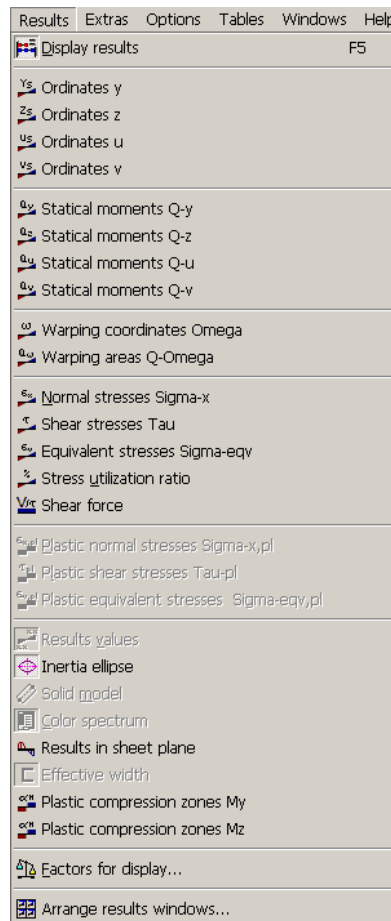 Results Extras Options Tables Windows Help
Display results F5
Ordinates y
Ordinates z
Ordinates u
Ordinates v
Statical moments Q-y
Statical moments Q-z
Statical moments Q-u
Statical moments Q-v
Warping coordinates Omega
Warping areas Q-Omega
Normal stresses Sigma-x
Shear stresses Tau
Equivalent stresses Sigma-eqv
Stress utilization ratio
Shear force
Plastic normal stresses Sigma-x,pl
Plastic shear stresses Tau-pl
Plastic equivalent stresses Sigma-eqv,pl
Results values
Inertia ellipse
Solid model
Color spectrum
Results in sheet plane
Effective width
Plastic compression zones My
Plastic compression zones Mz
Factors for display...
Arrange results windows...